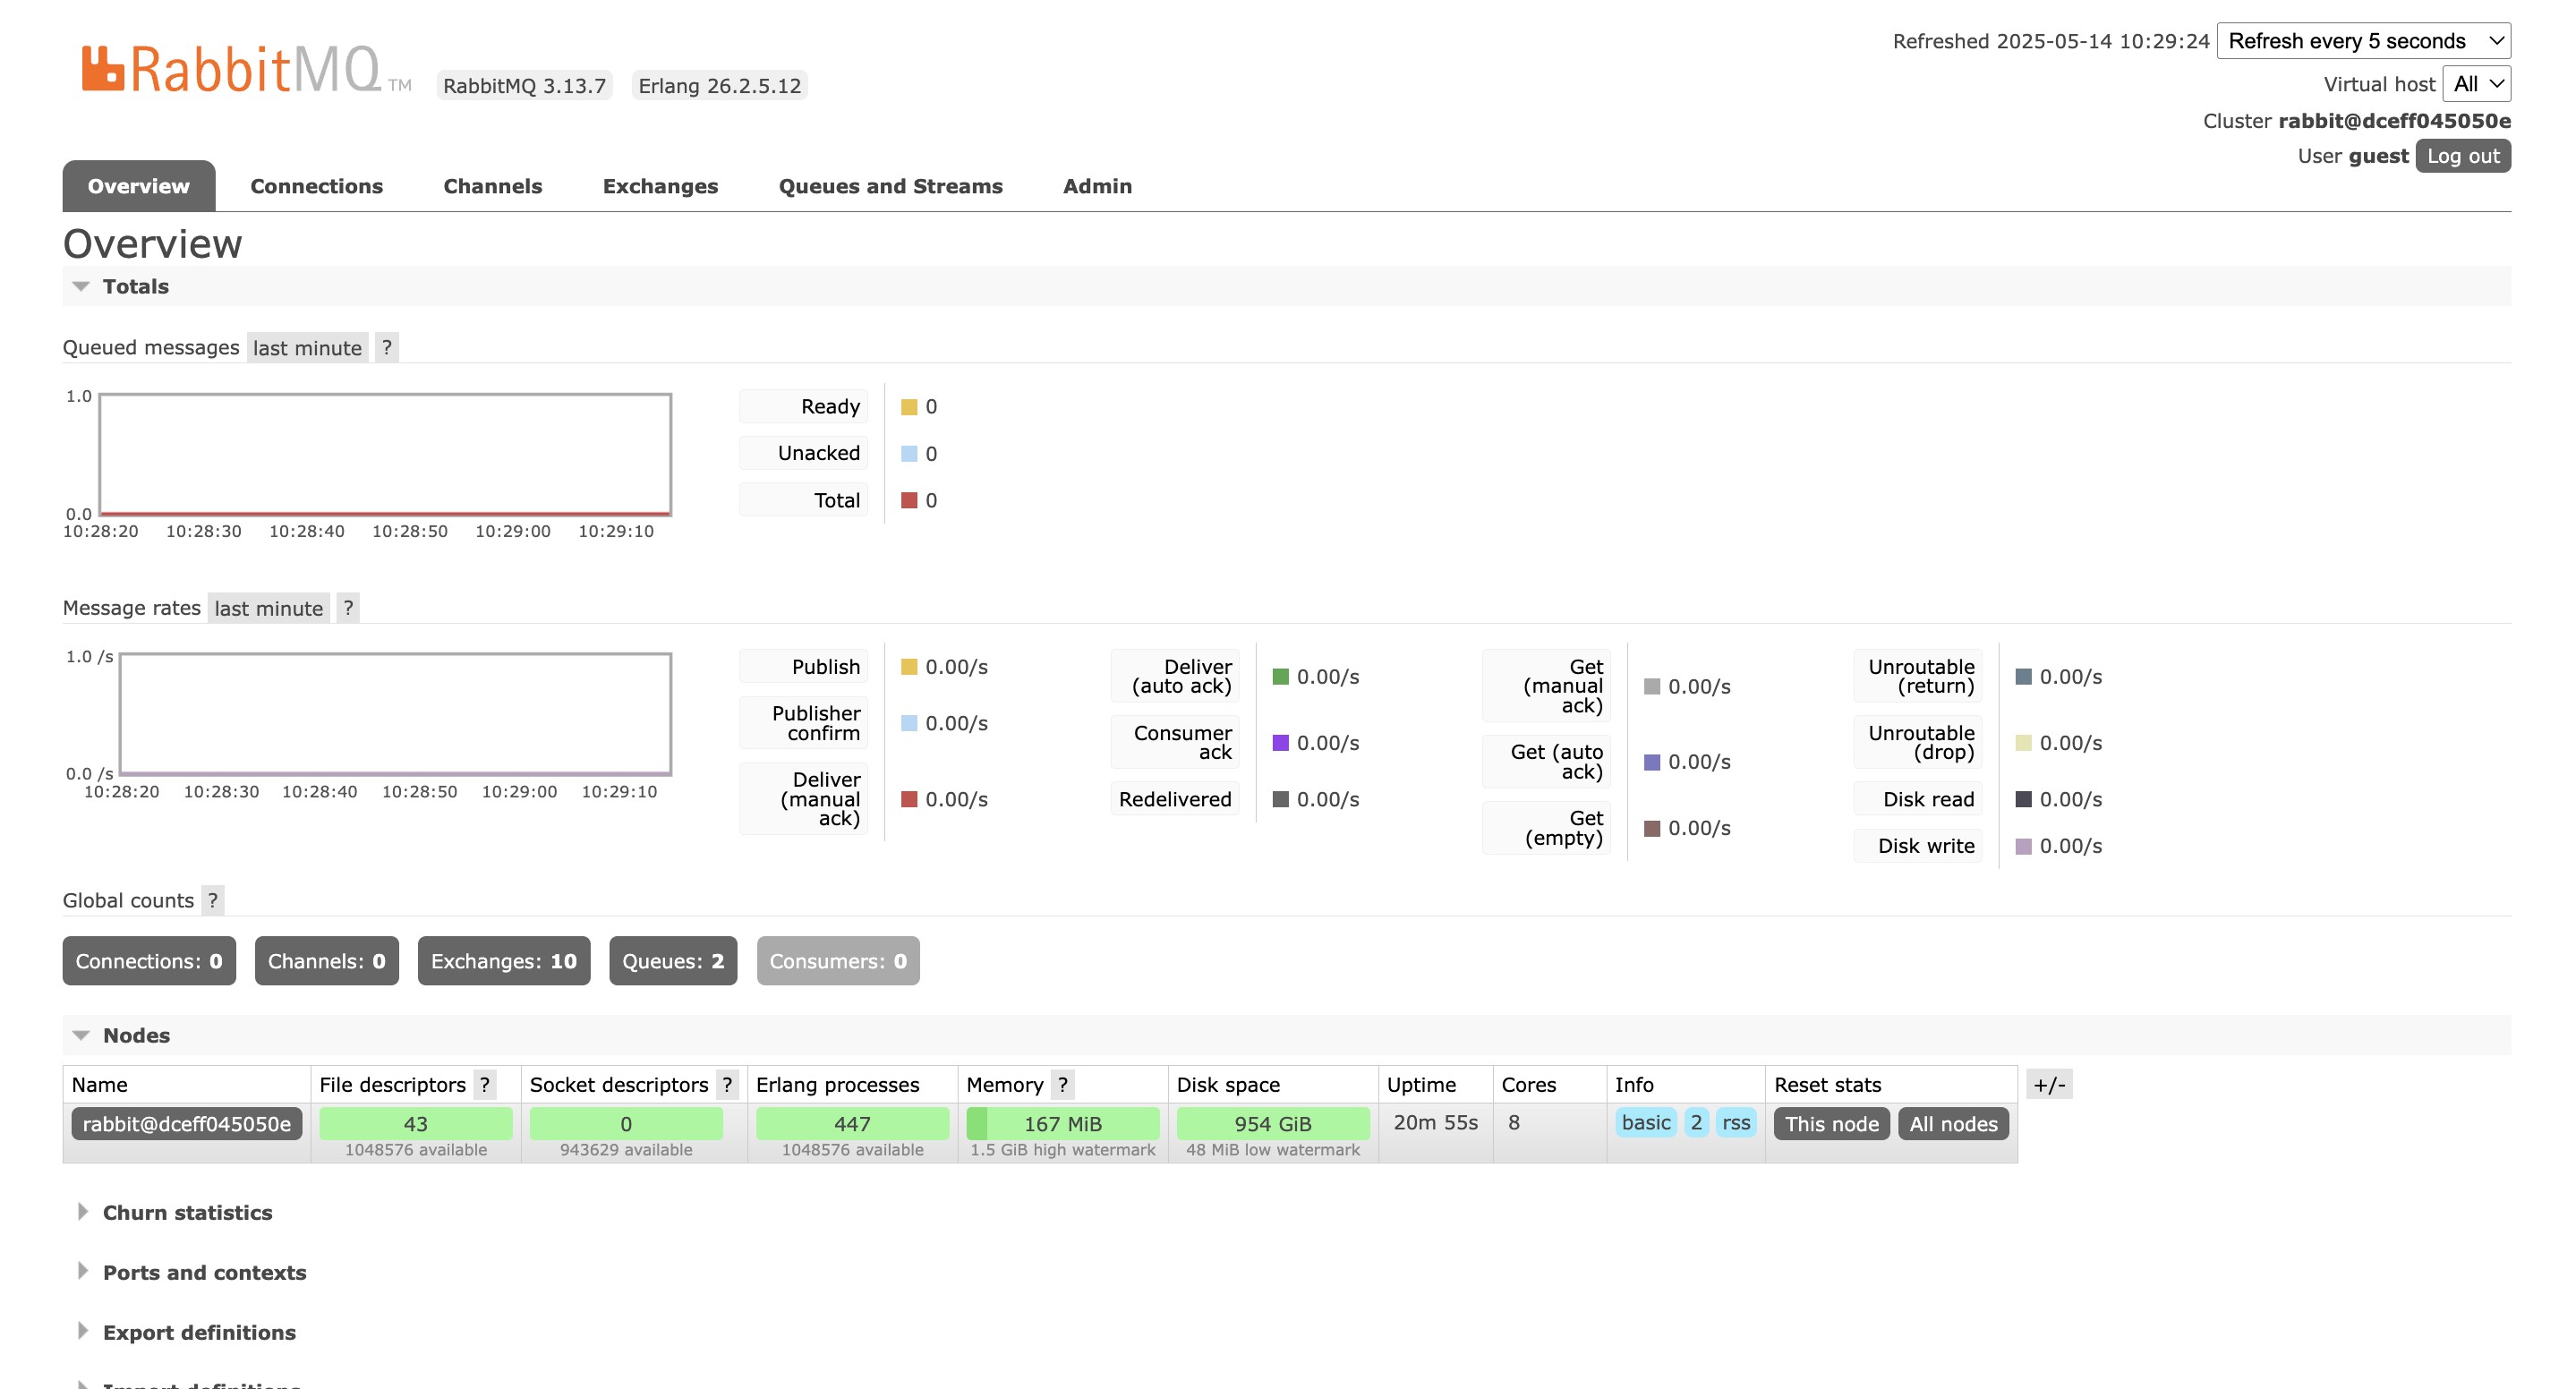 RabbitMQ TM RabbitMQ 3.13.7 Erlang 26.2.5.12
Refreshed 2025-05-14 10:29:24 Refresh every 5 seconds
Virtual host All
Cluster rabbit@dceff045050e
User guest Log out
Overview Connections Channels Exchanges Queues and Streams Admin
Overview
Totals
Queued messages last minute ?
1.0
0.0
10:28:20 10:28:30 10:28:40 10:28:50 10:29:00 10:29:10
Ready 0
Unacked 0
Total 0
Message rates last minute ?
1.0 /s
0.0 /s
10:28:20 10:28:30 10:28:40 10:28:50 10:29:00 10:29:10
Publish 0.00/s
Publisher
confirm 0.00/s
Deliver
(manual
ack) 0.00/s
Deliver
(auto ack) 0.00/s
Consumer
ack 0.00/s
Redelivered 0.00/s
Get
(manual
ack) 0.00/s
Get (auto
ack) 0.00/s
Get
(empty) 0.00/s
Unroutable
(return) 0.00/s
Unroutable
(drop) 0.00/s
Disk read 0.00/s
Disk write 0.00/s
Global counts ?
Connections: 0 Channels: 0 Exchanges: 10 Queues: 2 Consumers: 0
Nodes
Name File descriptors ? Socket descriptors ? Erlang processes Memory ? Disk space Uptime Cores Info Reset stats +/-
rabbit@dceff045050e 43 0 447 167 MiB 954 GiB 20m 55s 8 basic 2 rss This node All nodes
1048576 available 943629 available 1048576 available 1.5 GiB high watermark 48 MiB low watermark
Churn statistics
Ports and contexts
Export definitions
Import definitions